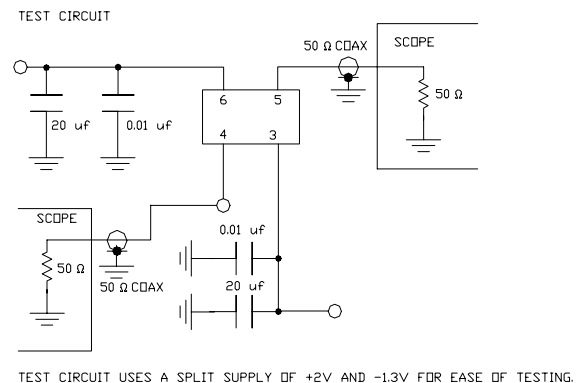 TEST CIRCUIT
50 Ω COAX
SCOPE
50 Ω
6
5
20 uf
0.01 uf
4
3
SCOPE
0.01 uf
50 Ω
50 Ω COAX
20 uf
TEST CIRCUIT USES A SPLIT SUPPLY OF +2V AND -1.3V FOR EASE OF TESTING.